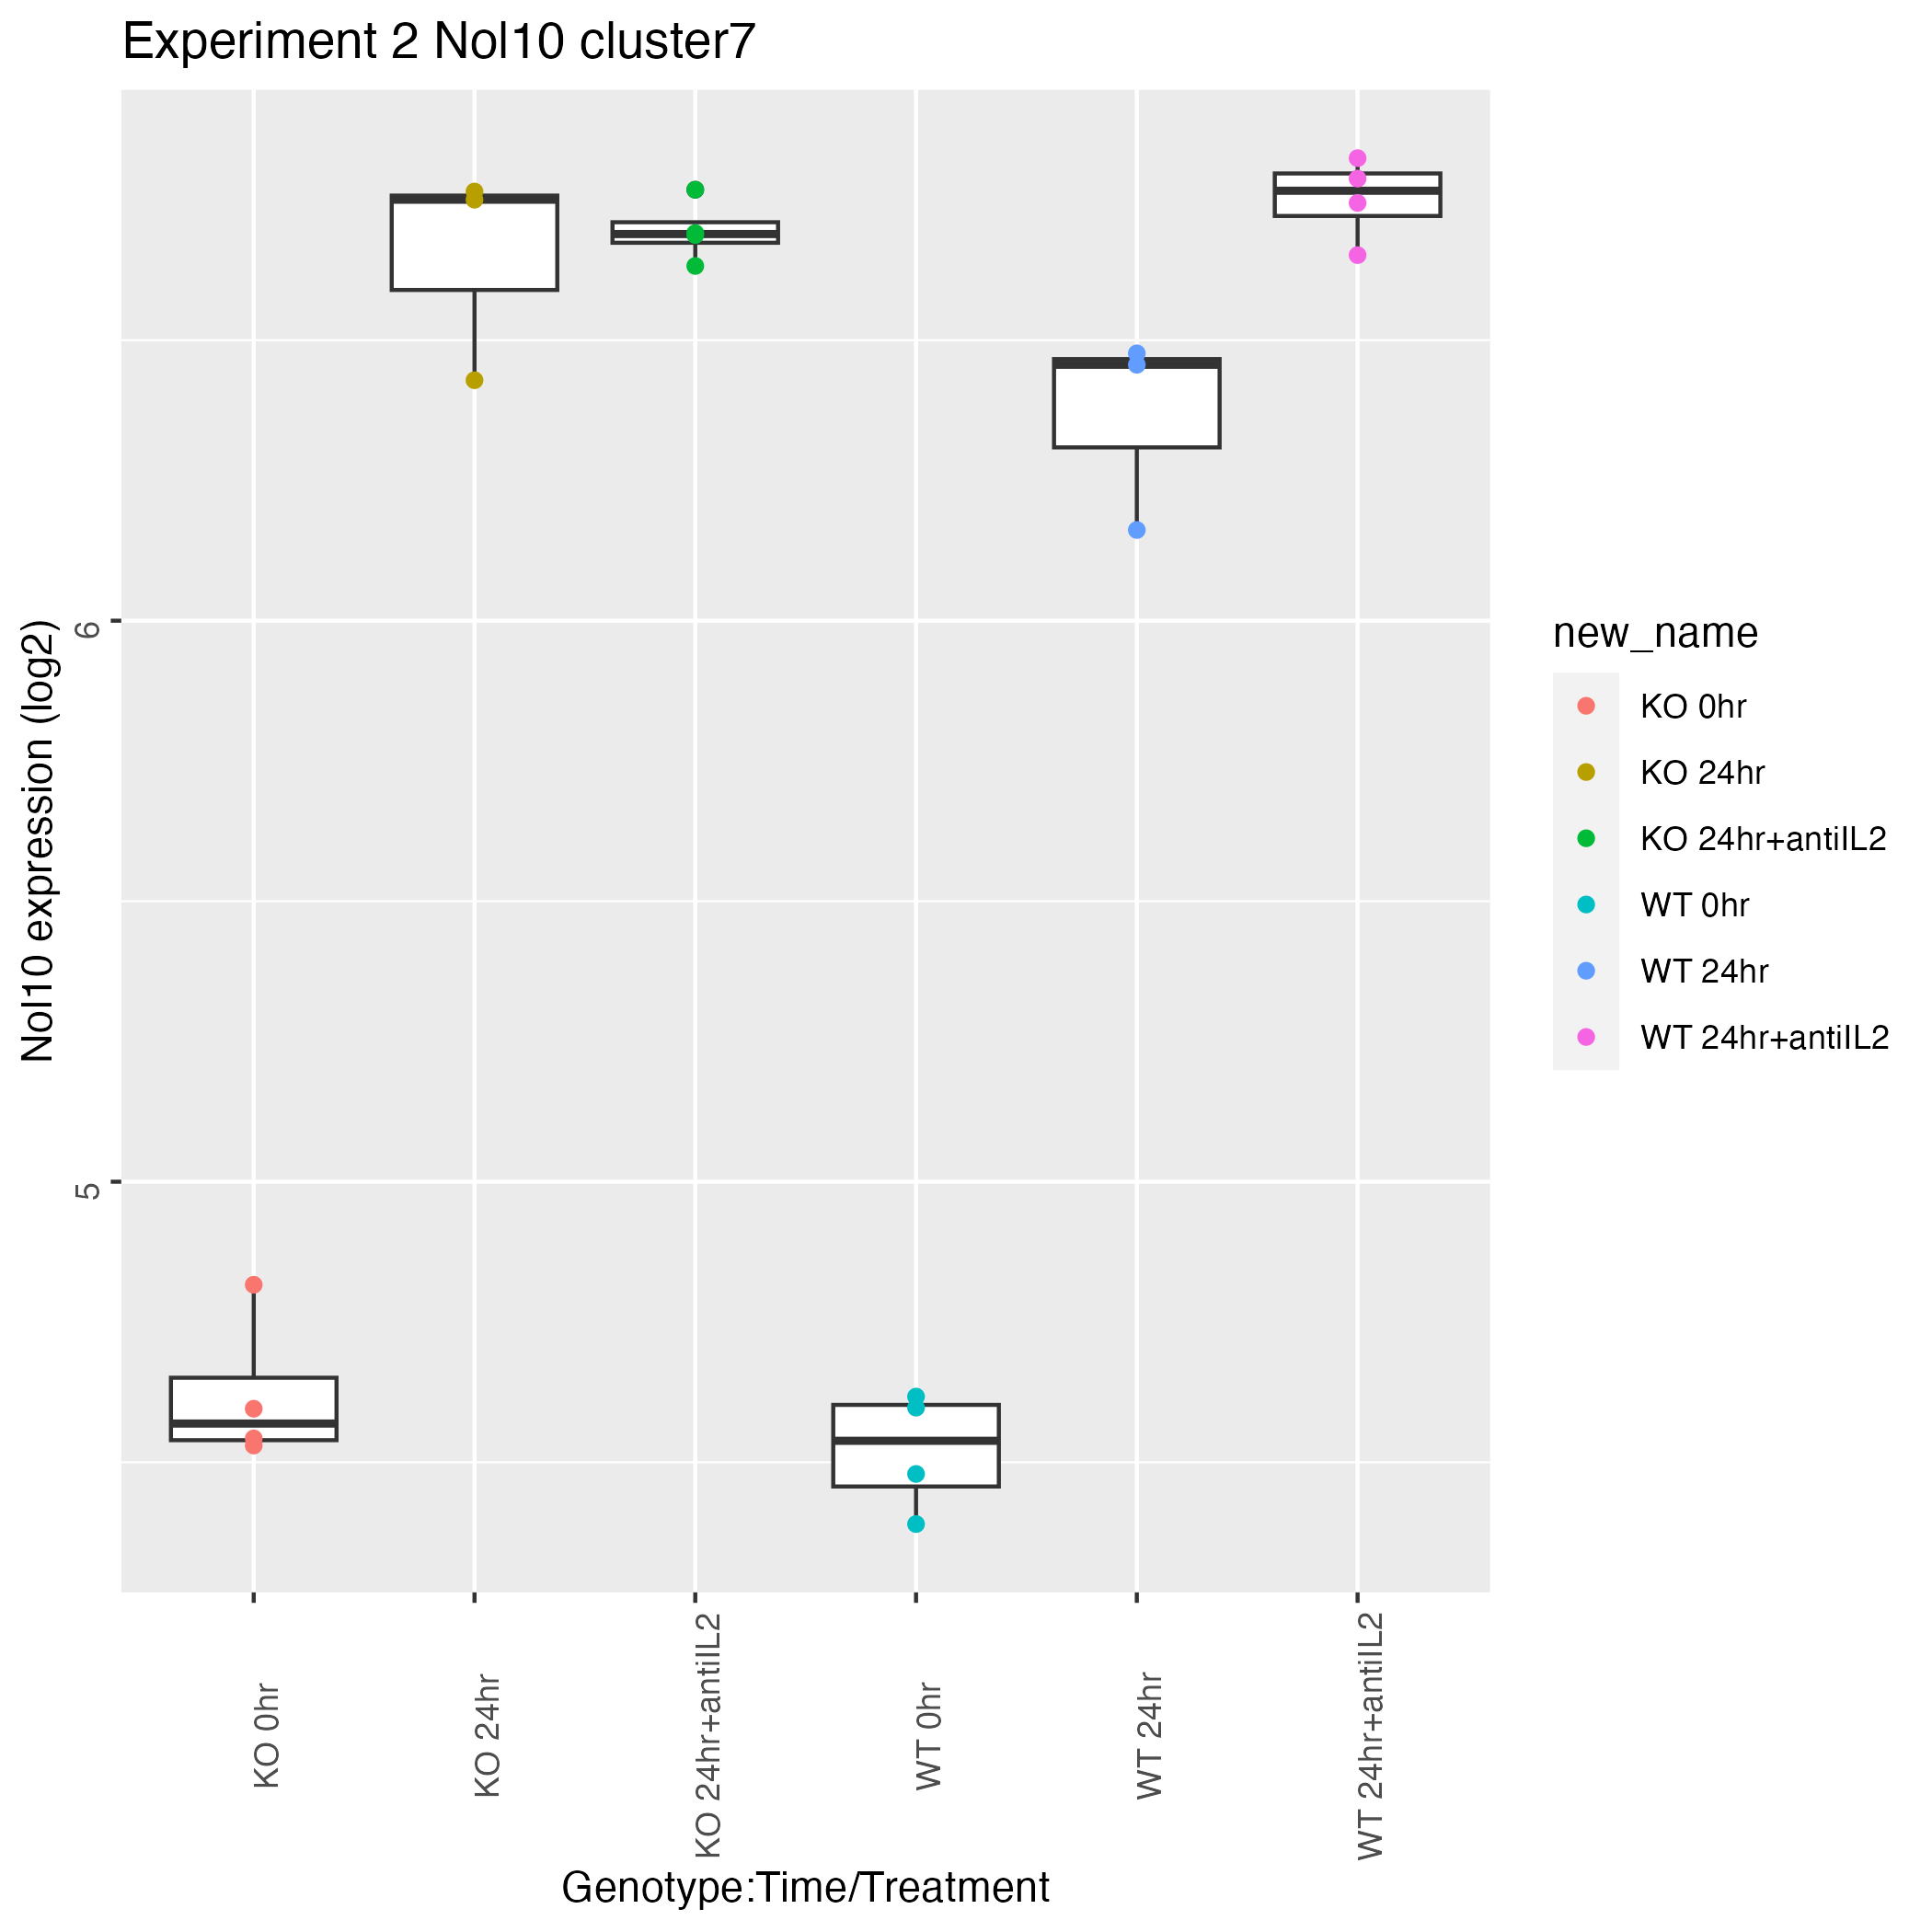 Experiment 2 Nol10 cluster7
Nol10 expression (log2)
6
5
KO 0hr
KO 24hr
KO 24hr+antiIL2
WT 0hr
WT 24hr
WT 24hr+antiIL2
Genotype:Time/Treatment
new_name
KO 0hr
KO 24hr
KO 24hr+antiIL2
WT 0hr
WT 24hr
WT 24hr+antiIL2